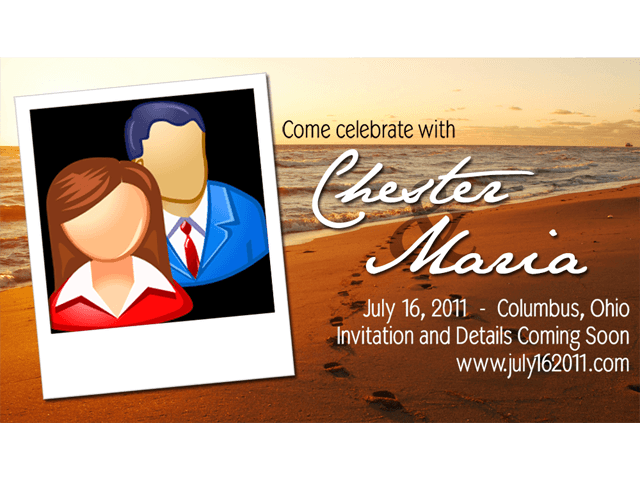 Come celebrate with
Chester
&
Maria
July 16, 2011 - Columbus, Ohio
Invitation and Details Coming Soon
www.july162011.com